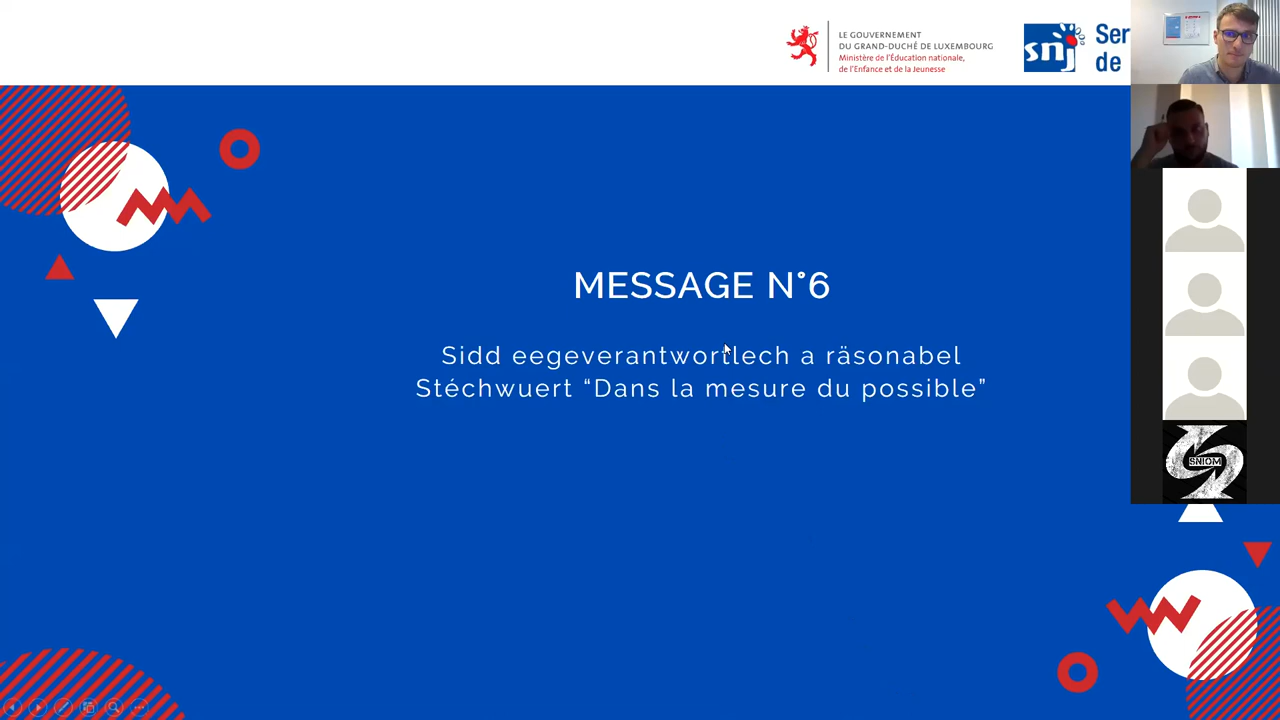 LE GOUVERNEMENT
DU GRAND-DUCHÉ DE LUXEMBOURG
Ministère de l'Éducation nationale,
de l'Enfance et de la Jeunesse
snj
Ser
de
MESSAGE N°6
Sidd eegeverantwortlech a räsonabel
Stéchwuert “Dans la mesure du possible”
SNIOM